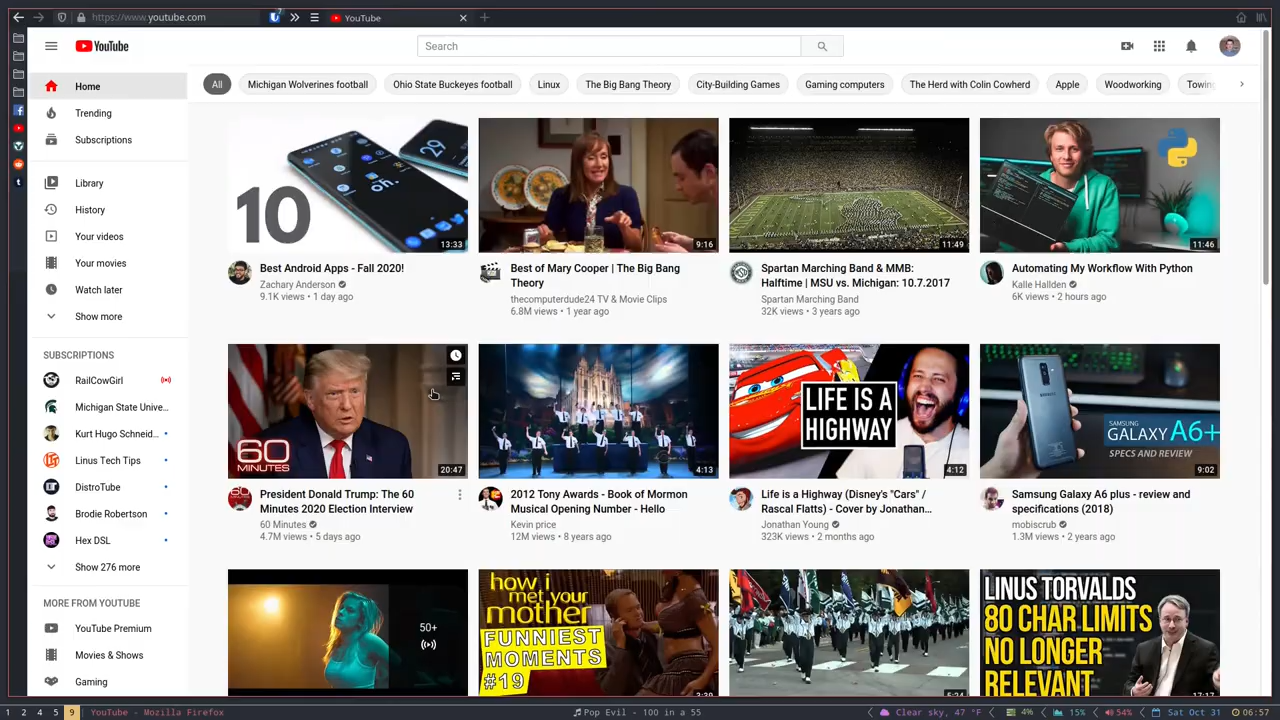 https://www.youtube.com
YouTube
YouTube
Search
All
Michigan Wolverines football
Ohio State Buckeyes football
Linux
The Big Bang Theory
City-Building Games
Gaming computers
The Herd with Colin Cowherd
Apple
Woodworking
Towing
Home
Trending
Subscriptions
Library
History
Your videos
Your movies
Watch later
Show more
SUBSCRIPTIONS
RailCowGirl
Michigan State Unive...
Kurt Hugo Schneid...
Linus Tech Tips
DistroTube
Brodie Robertson
Hex DSL
Show 276 more
MORE FROM YOUTUBE
YouTube Premium
Movies & Shows
Gaming
10
on.
13:33
Best Android Apps - Fall 2020!
Zachary Anderson
9.1K views • 1 day ago
9:16
Best of Mary Cooper | The Big Bang
Theory
thecomputerdude24 TV & Movie Clips
6.8M views • 1 year ago
11:49
Spartan Marching Band & MMB:
Halftime | MSU vs. Michigan: 10.7.2017
Spartan Marching Band
32K views • 3 years ago
11:46
Automating My Workflow With Python
Kalle Hallden
6K views • 2 hours ago
60
MINUTES
20:47
President Donald Trump: The 60
Minutes 2020 Election Interview
60 Minutes
4.7M views • 5 days ago
4:13
2012 Tony Awards - Book of Mormon
Musical Opening Number - Hello
Kevin price
12M views • 8 years ago
LIFE IS A
HIGHWAY
4:12
Life is a Highway (Disney's "Cars" /
Rascal Flatts) - Cover by Jonathan...
Jonathan Young
323K views • 2 months ago
SAMSUNG
GALAXY A6+
SPECS AND REVIEW
9:02
Samsung Galaxy A6 plus - review and
specifications (2018)
mobiscrub
1.3M views • 2 years ago
50+
how i
met your
mother
FUNNIEST
MOMENTS
#19
LINUS TORVALDS
80 CHAR LIMITS
NO LONGER
RELEVANT
17:17
1 2 4 5 9 YouTube - Mozilla Firefox
Pop Evil - 100 in a 55
Clear sky, 47 °F
4%
15%
54%
Sat Oct 31
06:57